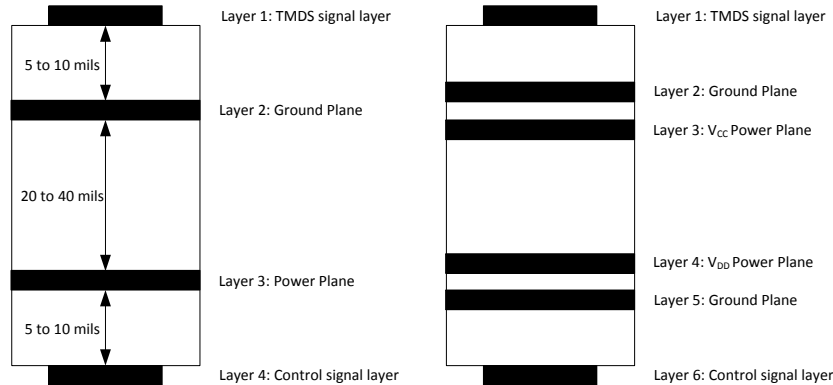 Layer 1: TMDS signal layer
5 to 10 mils
Layer 2: Ground Plane
20 to 40 mils
Layer 3: Power Plane
5 to 10 mils
Layer 4: Control signal layer
Layer 1: TMDS signal layer
Layer 2: Ground Plane
Layer 3: VCC Power Plane
Layer 4: VDD Power Plane
Layer 5: Ground Plane
Layer 6: Control signal layer